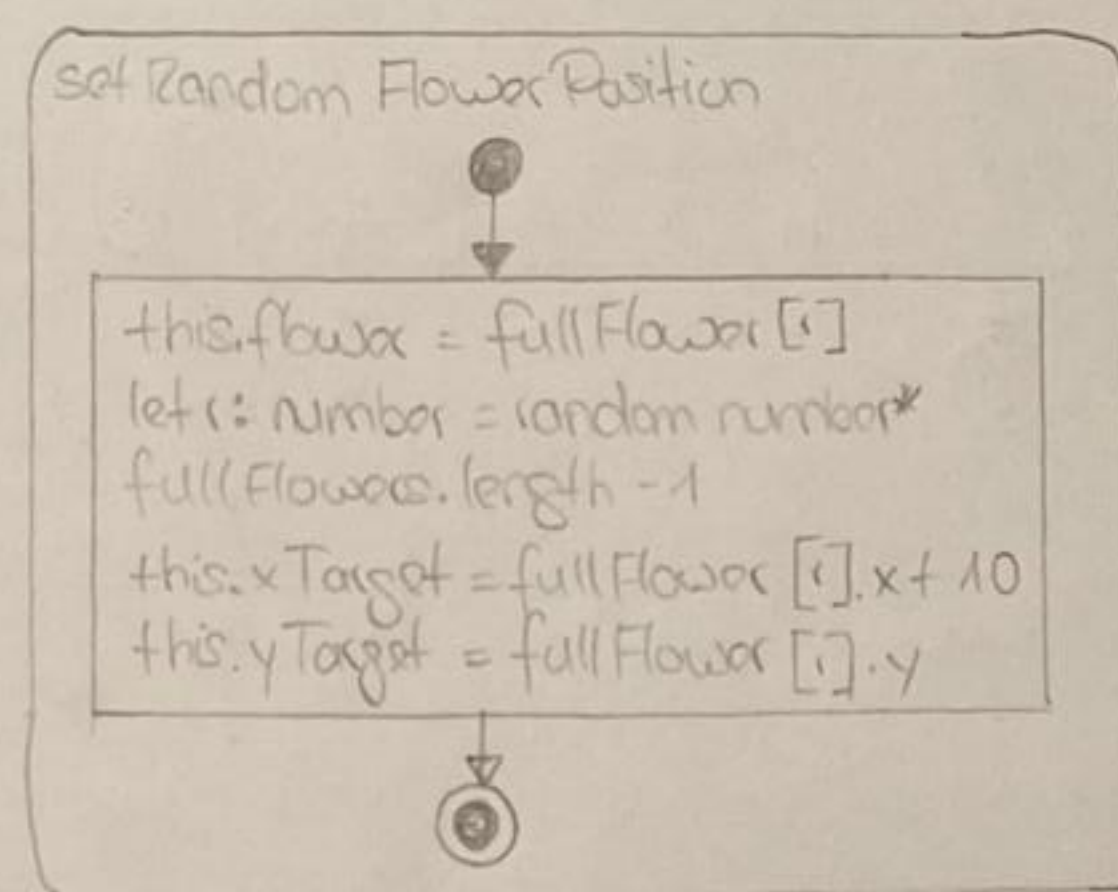 set Random Flower Position
this.flower = fullFlower [r]
let r: number = random number*
fullFlowers.length -1
this.xTarget = fullFlower [r].x + 10
this.yTarget = fullFlower [r].y